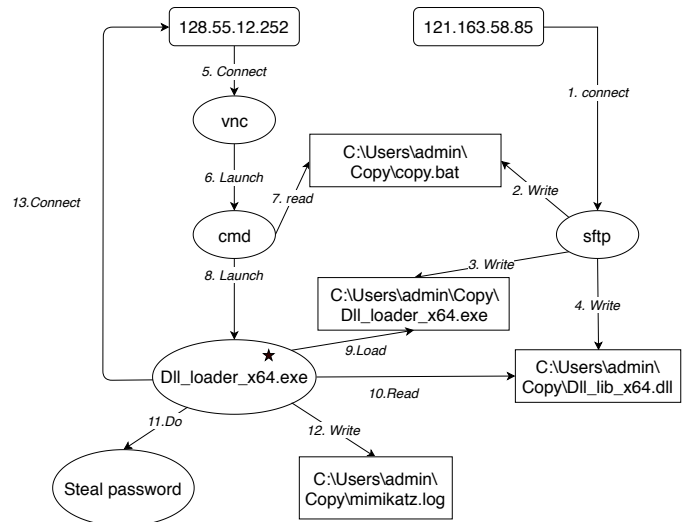 128.55.12.252
121.163.58.85
5. Connect
1. connect
vnc
C:\Users\admin\
Copy\copy.bat
6. Launch
2. Write
13.Connect
7. read
cmd
sftp
8. Launch
3. Write
C:\Users\admin\Copy\
Dll_loader_x64.exe
4. Write
9.Load
Dll_loader_x64.exe
C:\Users\admin\
Copy\Dll_lib_x64.dll
10.Read
11.Do
12. Write
Steal password
C:\Users\admin\
Copy\mimikatz.log